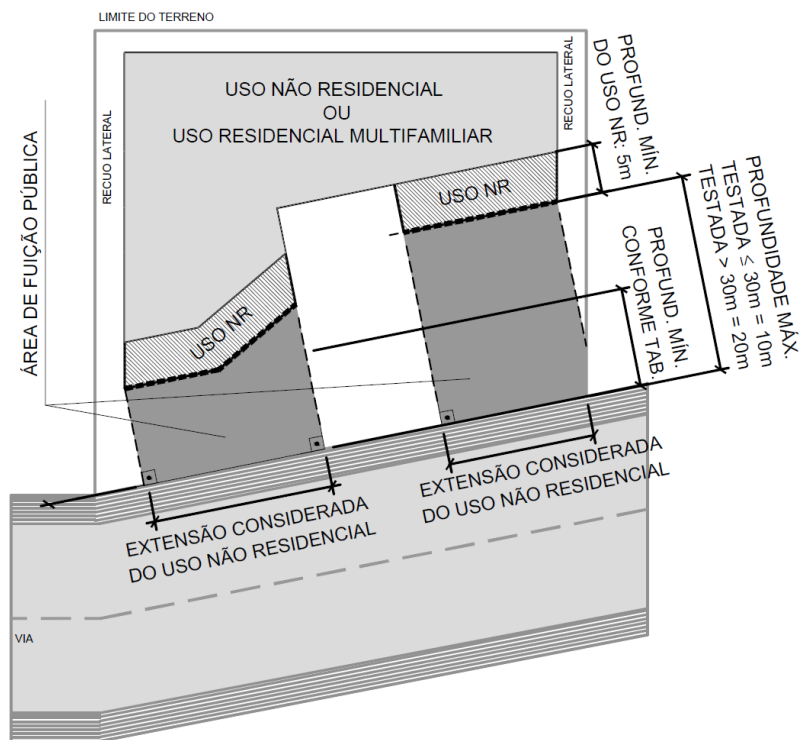 LIMITE DO TERRENO
USO NÃO RESIDENCIAL
OU
USO RESIDENCIAL MULTIFAMILIAR
RECUO LATERAL
RECUO LATERAL
ÁREA DE FUIÇÃO PÚBLICA
USO NR
USO NR
PROFUND. MÍN.
DO USO NR: 5m
PROFUNDIDADE MÁX.
TESTADA ≤ 30m = 10m
TESTADA > 30m = 20m
PROFUND. MÍN.
CONFORME TAB.
EXTENSÃO CONSIDERADA
DO USO NÃO RESIDENCIAL
EXTENSÃO CONSIDERADA
DO USO NÃO RESIDENCIAL
VIA